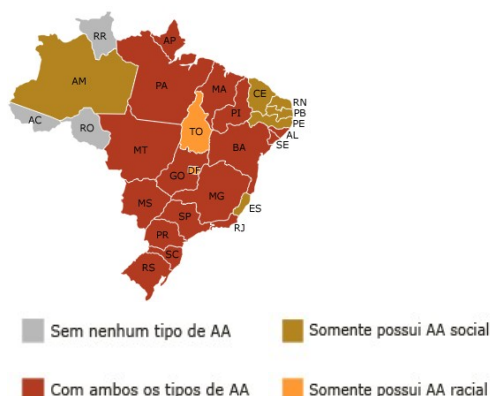 RR
AP
AM
PA
MA
CE
RN
PB
PE
AL
SE
PI
AC
RO
TO
MT
BA
DF
GO
MG
ES
MS
SP
RJ
PR
SC
RS
Sem nenhum tipo de AA
Somente possui AA social
Com ambos os tipos de AA
Somente possui AA racial